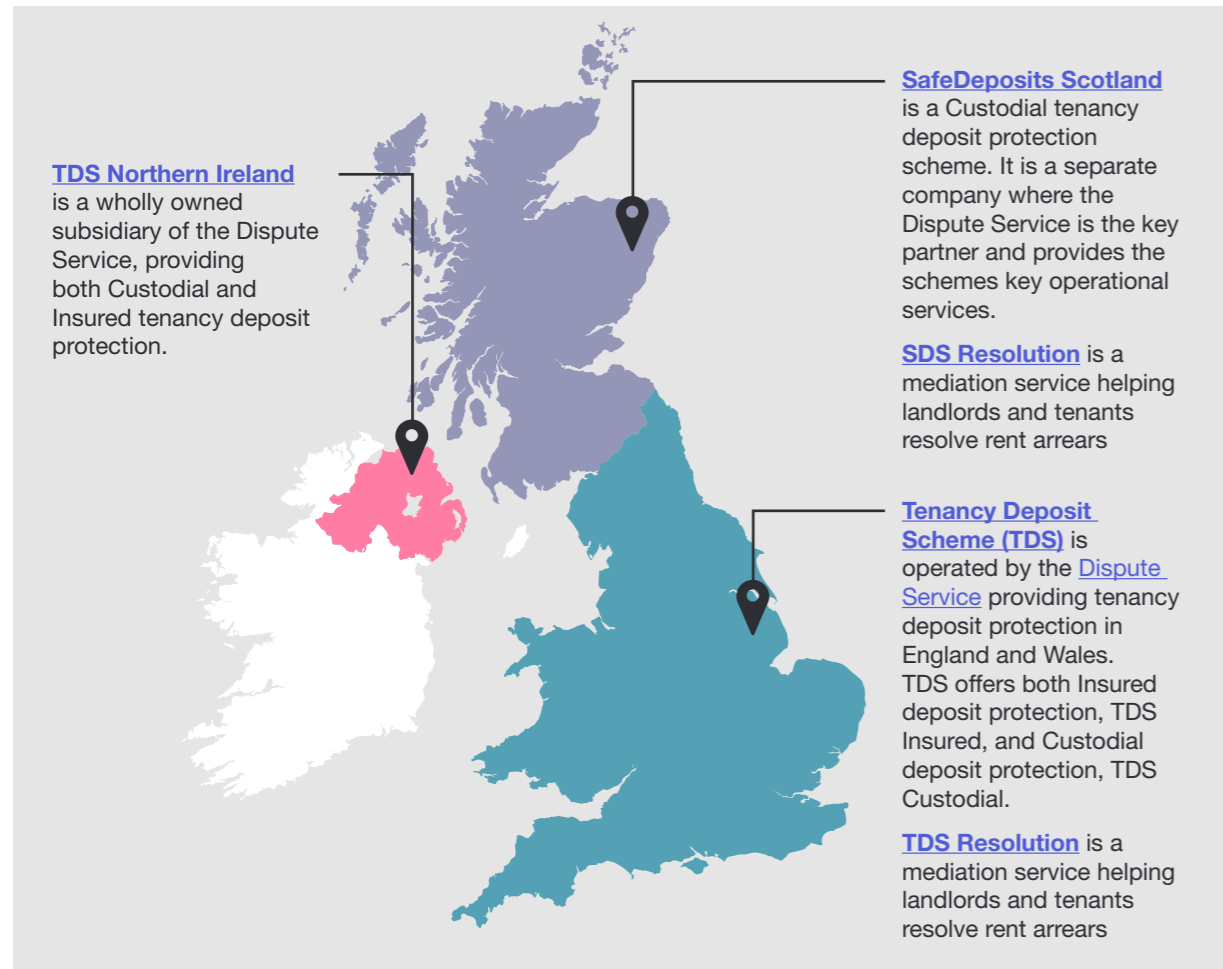 TDS Northern Ireland
is a wholly owned
subsidiary of the Dispute
Service, providing
both Custodial and
Insured tenancy deposit
protection.
SafeDeposits Scotland
is a Custodial tenancy
deposit protection
scheme. It is a separate
company where the
Dispute Service is the key
partner and provides the
schemes key operational
services.
SDS Resolution is a
mediation service helping
landlords and tenants
resolve rent arrears
Tenancy Deposit
Scheme (TDS) is
operated by the Dispute
Service providing tenancy
deposit protection in
England and Wales.
TDS offers both Insured
deposit protection, TDS
Insured, and Custodial
deposit protection, TDS
Custodial.
TDS Resolution is a
mediation service helping
landlords and tenants
resolve rent arrears